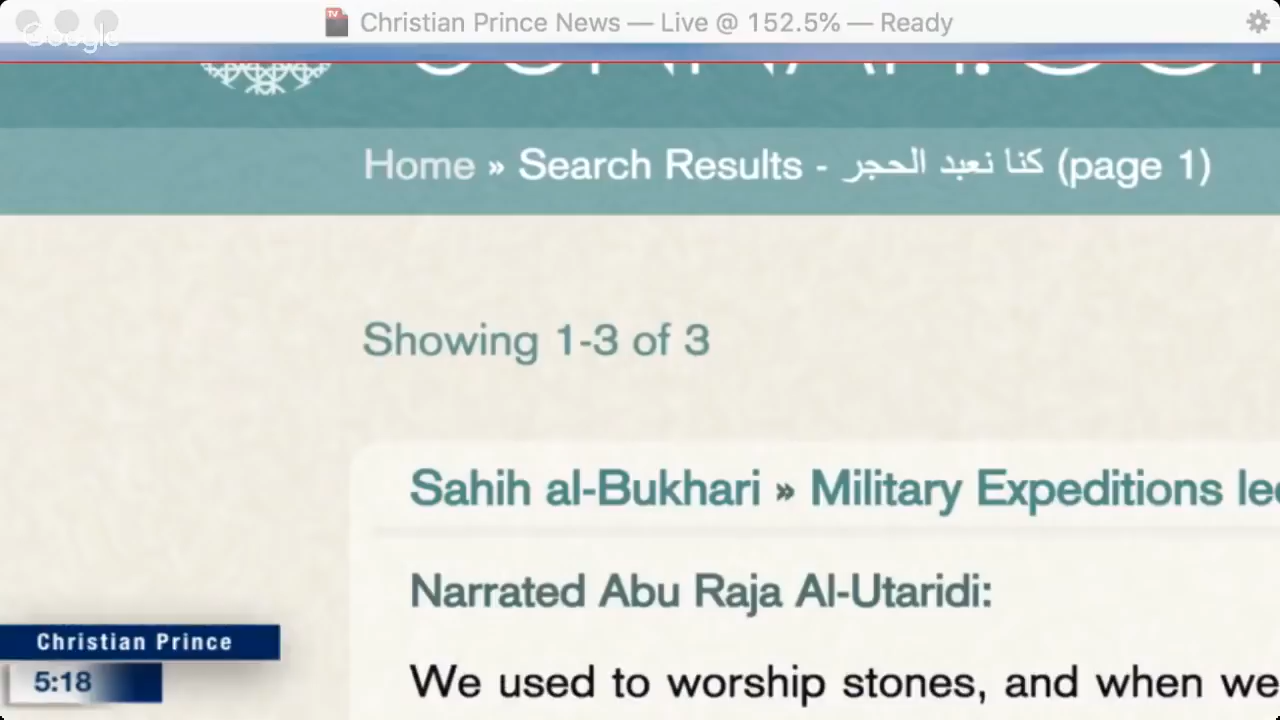 Christian Prince News — Live @ 152.5% — Ready
Google
Home » Search Results - كنا نعبد الحجر (page 1)
Showing 1-3 of 3
Sahih al-Bukhari » Military Expeditions
Narrated Abu Raja Al-Utaridi:
We used to worship stones, and when we
Christian Prince
5:18